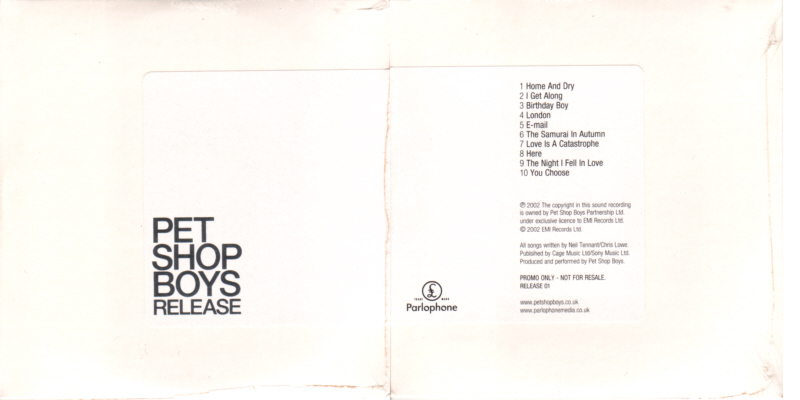 PET
SHOP
BOYS
RELEASE
1 Home And Dry
2 I Get Along
3 Birthday Boy
4 London
5 E-mail
6 The Samurai In Autumn
7 Love Is A Catastrophe
8 Here
9 The Night I Fell In Love
10 You Choose
℗ 2002 The copyright in this sound recording
is owned by Pet Shop Boys Partnership Ltd.
under exclusive licence to EMI Records Ltd.
© 2002 EMI Records Ltd.
All songs written by Neil Tennant/Chris Lowe.
Published by Cage Music Ltd/Sony Music Ltd.
Produced and performed by Pet Shop Boys.
PROMO ONLY - NOT FOR RESALE.
RELEASE 01
www.petshopboys.co.uk
www.parlophonemedia.co.uk
TRADE £ MARK
Parlophone